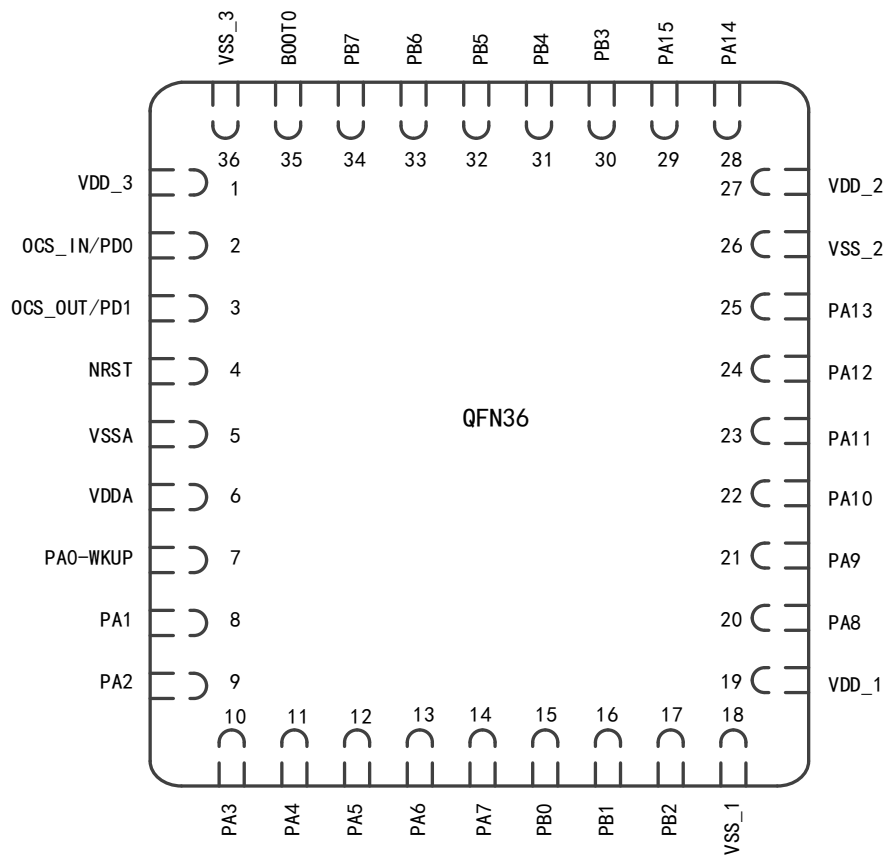 VSS_3
BOOT0
PB7
PB6
PB5
PB4
PB3
PA15
PA14
36
35
34
33
32
31
30
29
28
VDD_3 1
27 VDD_2
OCS_IN/PD0 2
26 VSS_2
OCS_OUT/PD1 3
25 PA13
NRST 4
24 PA12
QFN36
VSSA 5
23 PA11
VDDA 6
22 PA10
PA0-WKUP 7
21 PA9
PA1 8
20 PA8
PA2 9
19 VDD_1
10
11
12
13
14
15
16
17
18
PA3
PA4
PA5
PA6
PA7
PB0
PB1
PB2
VSS_1